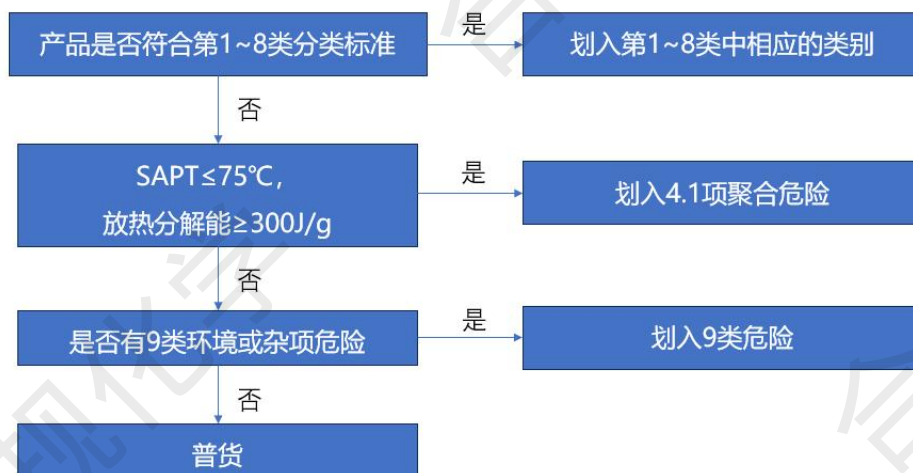 产品是否符合第1~8类分类标准
是
划入第1~8类中相应的类别
否
SAPT≤75℃,
放热分解能≥300J/g
是
划入4.1项聚合危险
否
是否有9类环境或杂项危险
是
划入9类危险
否
普货